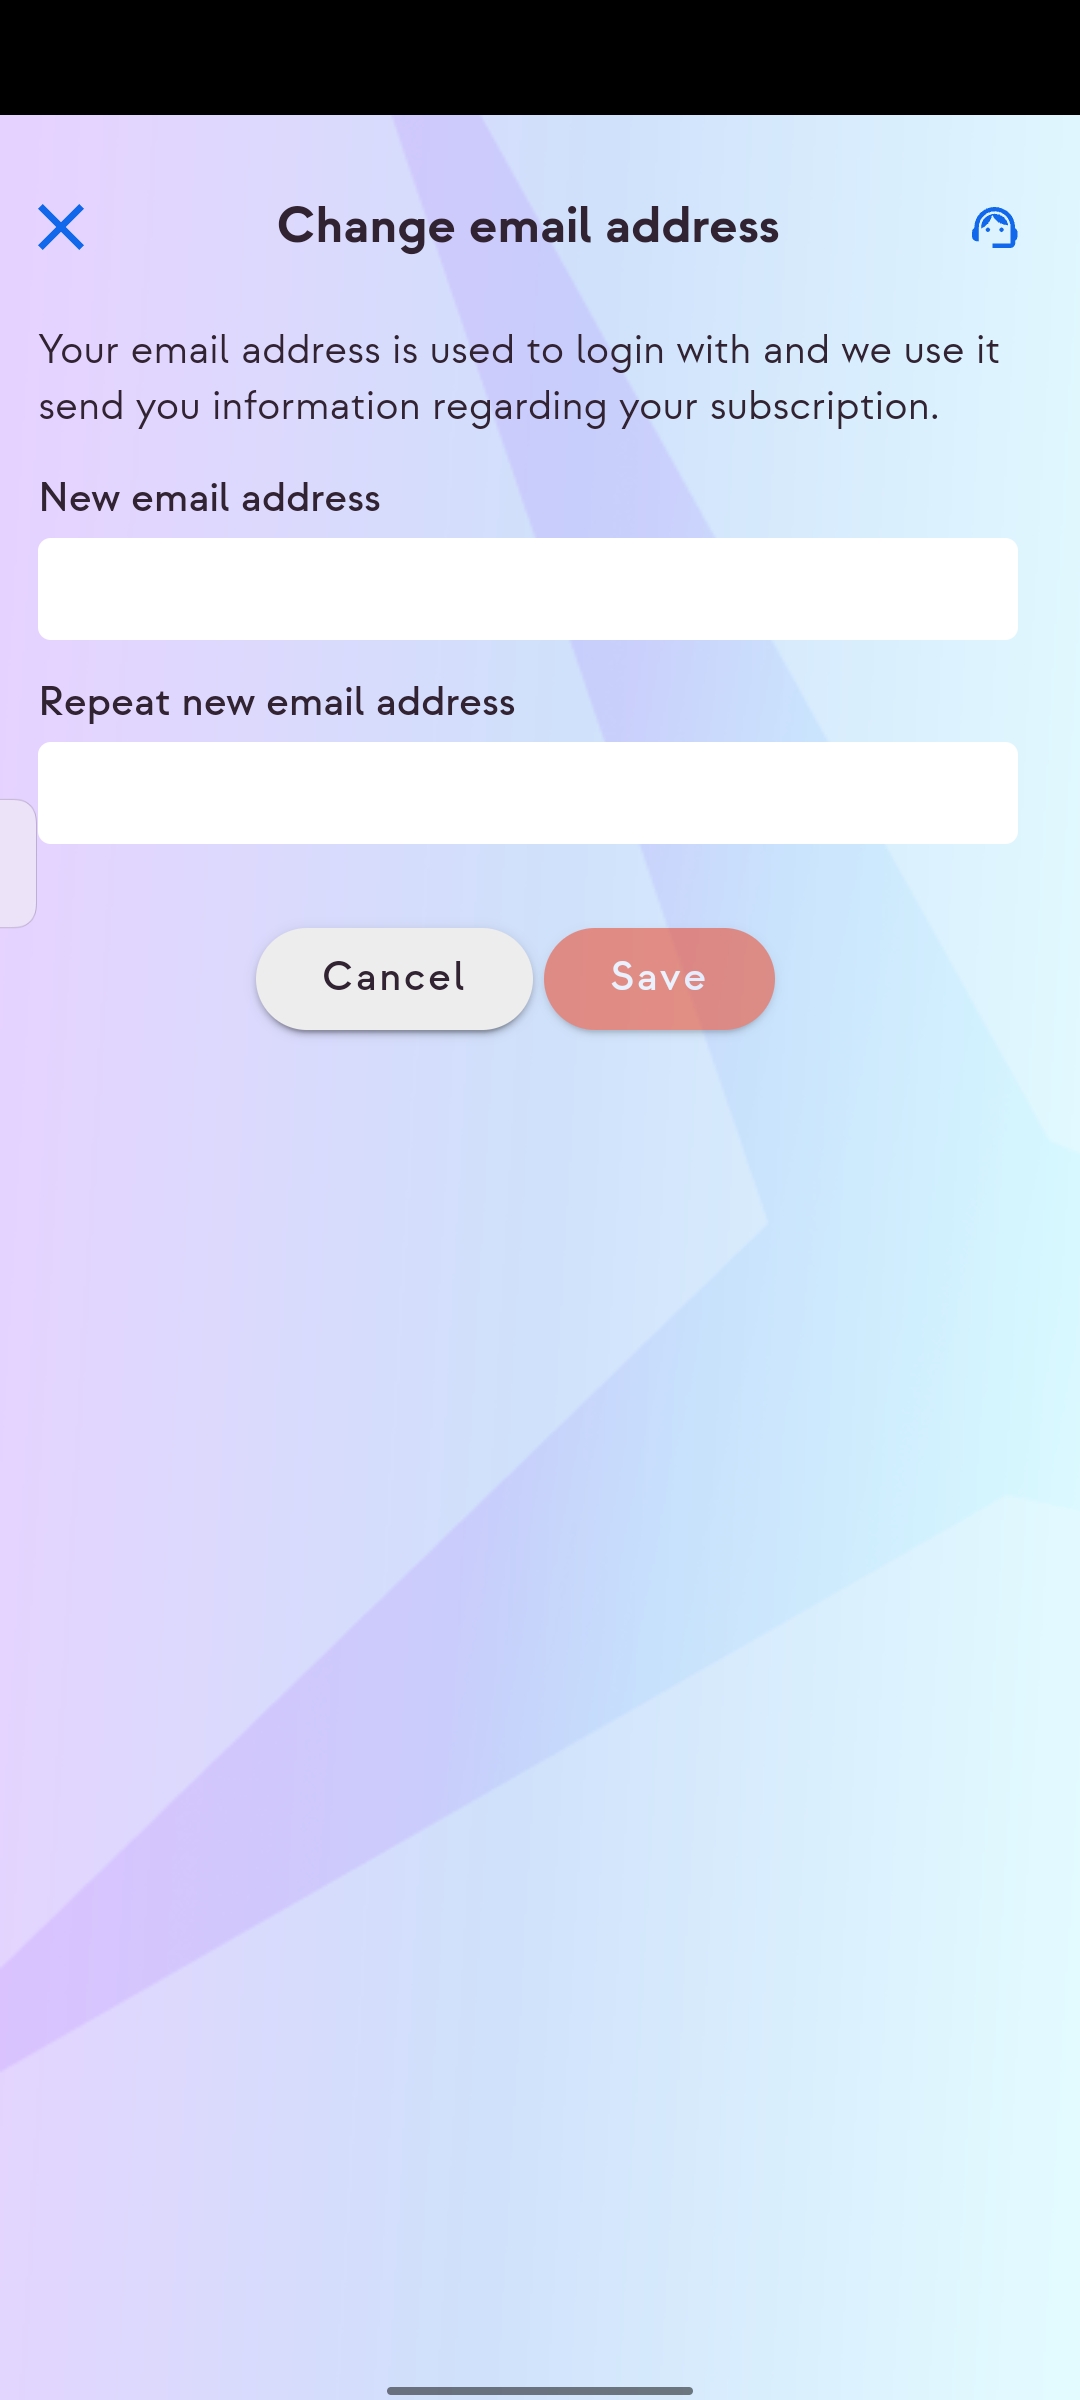 Change email address
Your email address is used to login with and we use it
send you information regarding your subscription.
New email address
Repeat new email address
Cancel
Save